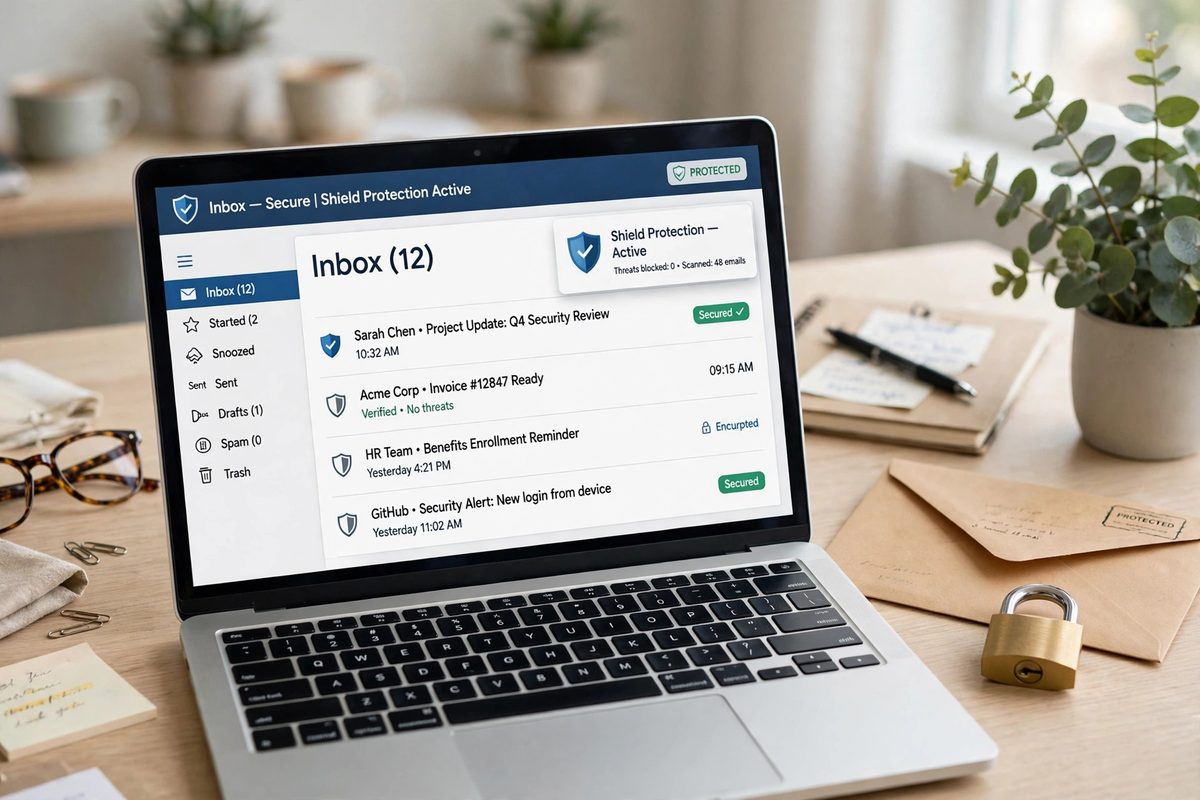 Inbox — Secure | Shield Protection Active
PROTECTED
Inbox (12)
Started (2
Snoozed
Sent Sent
Drafts (1)
Spam (0
Trash
Inbox (12)
Shield Protection —
Active
Threats blocked: 0 • Scanned: 48 emails
Sarah Chen • Project Update: Q4 Security Review
10:32 AM
Secured ✓
Acme Corp • Invoice #12847 Ready
Verified • No threats
09:15 AM
HR Team • Benefits Enrollment Reminder
Yesterday 4:21 PM
Encurpted
GitHub • Security Alert: New login from device
Yesterday 11:02 AM
Secured
PROTECTED
Q W E R T Y U I O P
A S D F G H J K L
Z X C V B N M